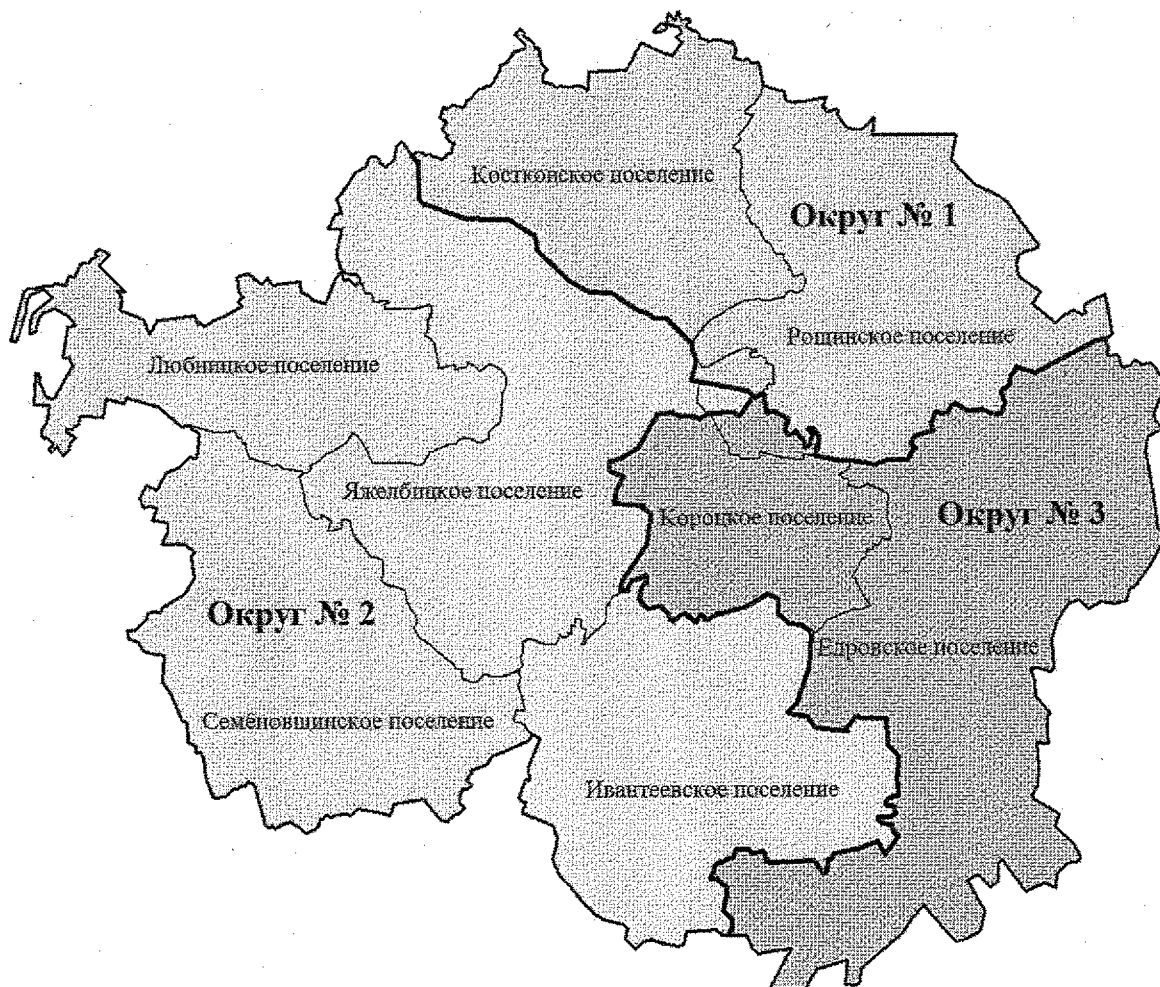 Костковское поселение
Округ № 1
Рощинское поселение
Любницкое поселение
Яжелбицкое поселение
Короцкое поселение
Округ № 3
Округ № 2
Едровское поселение
Семёновщинское поселение
Ивантеевское поселение